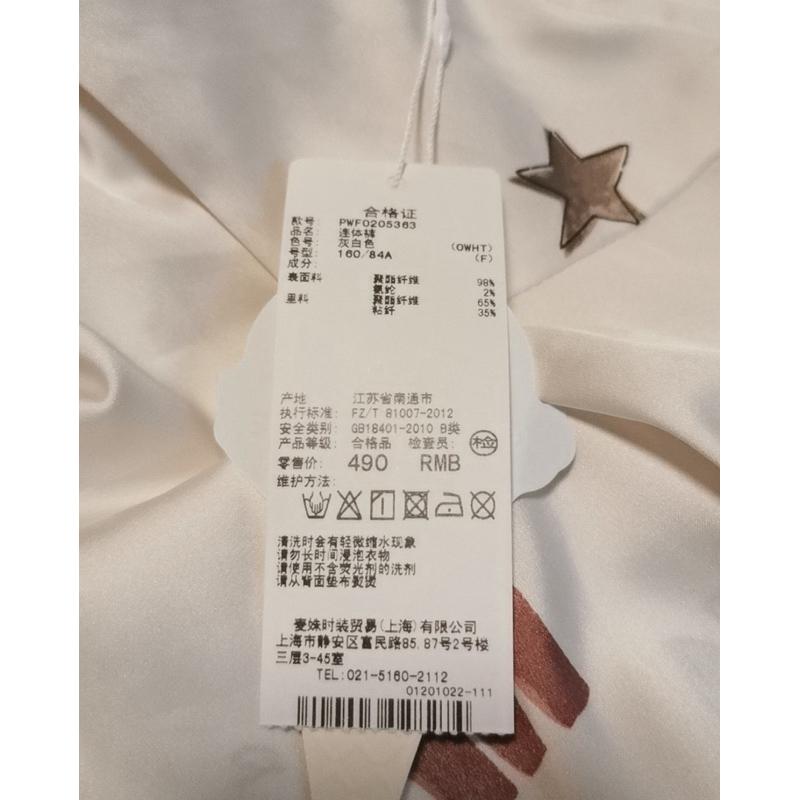 合格证
款号: PWF0205363
品名: 连体裤
色号: 灰白色 (OWHT)
号型: 160/84A (F)
成分:
表面料 聚酯纤维 98%
氨纶 2%
里料 聚酯纤维 65%
粘纤 35%
产地 江苏省南通市
执行标准: FZ/T 81007-2012
安全类别: GB18401-2010 B类
产品等级: 合格品 检查员: 检
零售价: 490 RMB
维护方法:
清洗时会有轻微缩水现象
请勿长时间浸泡衣物
请使用不含荧光剂的洗剂
请从背面垫布熨烫
姝时装贸易(上海)有限公司
上海市静安区富民路85.87号2号楼
三层3-45室
TEL:021-5160-2112
01201022-111